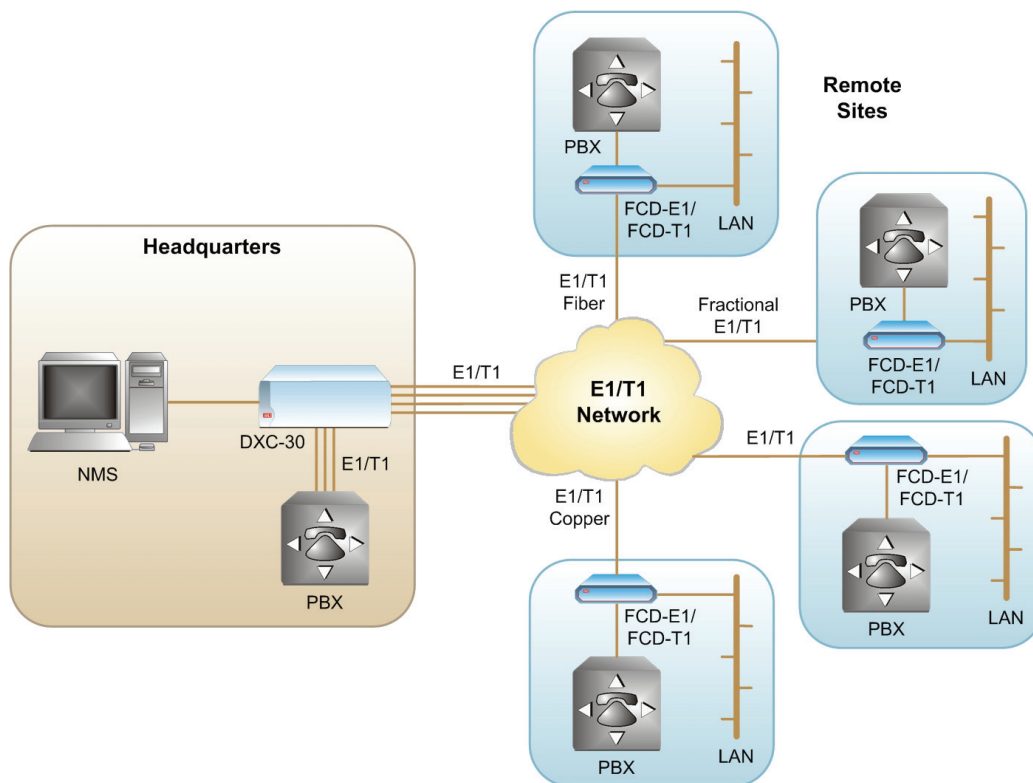 Headquarters
NMS
DXC-30
E1/T1
PBX
E1/T1
E1/T1
Network
Remote
Sites
PBX
FCD-E1/
FCD-T1
LAN
E1/T1
Fiber
Fractional
E1/T1
PBX
FCD-E1/
FCD-T1
LAN
E1/T1
FCD-E1/
FCD-T1
PBX
LAN
E1/T1
Copper
FCD-E1/
FCD-T1
PBX
LAN